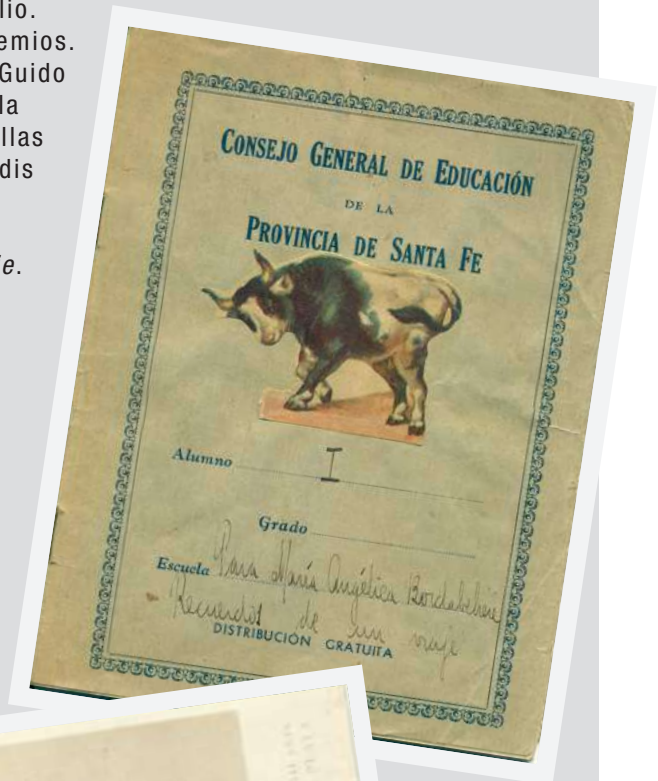 lio.
emios.
Guido
la
llas
dis
e.
CONSEJO GENERAL DE EDUCACIÓN
DE LA
PROVINCIA DE SANTA FE
Alumno I
Grado
Escuela Para María Angélica Bordabehere
Recuerdos de un viaje
DISTRIBUCIÓN GRATUITA